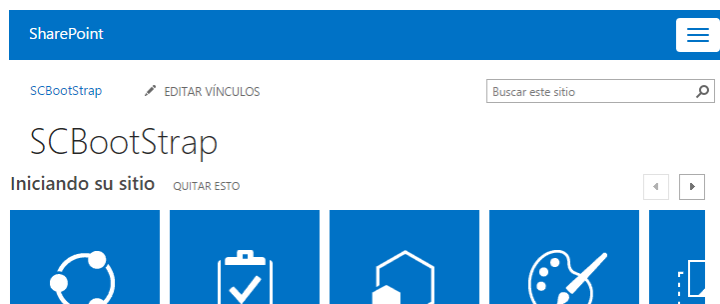 SharePoint
SCBootStrap EDITAR VÍNCULOS Buscar este sitio
SCBootStrap
Iniciando su sitio QUITAR ESTO